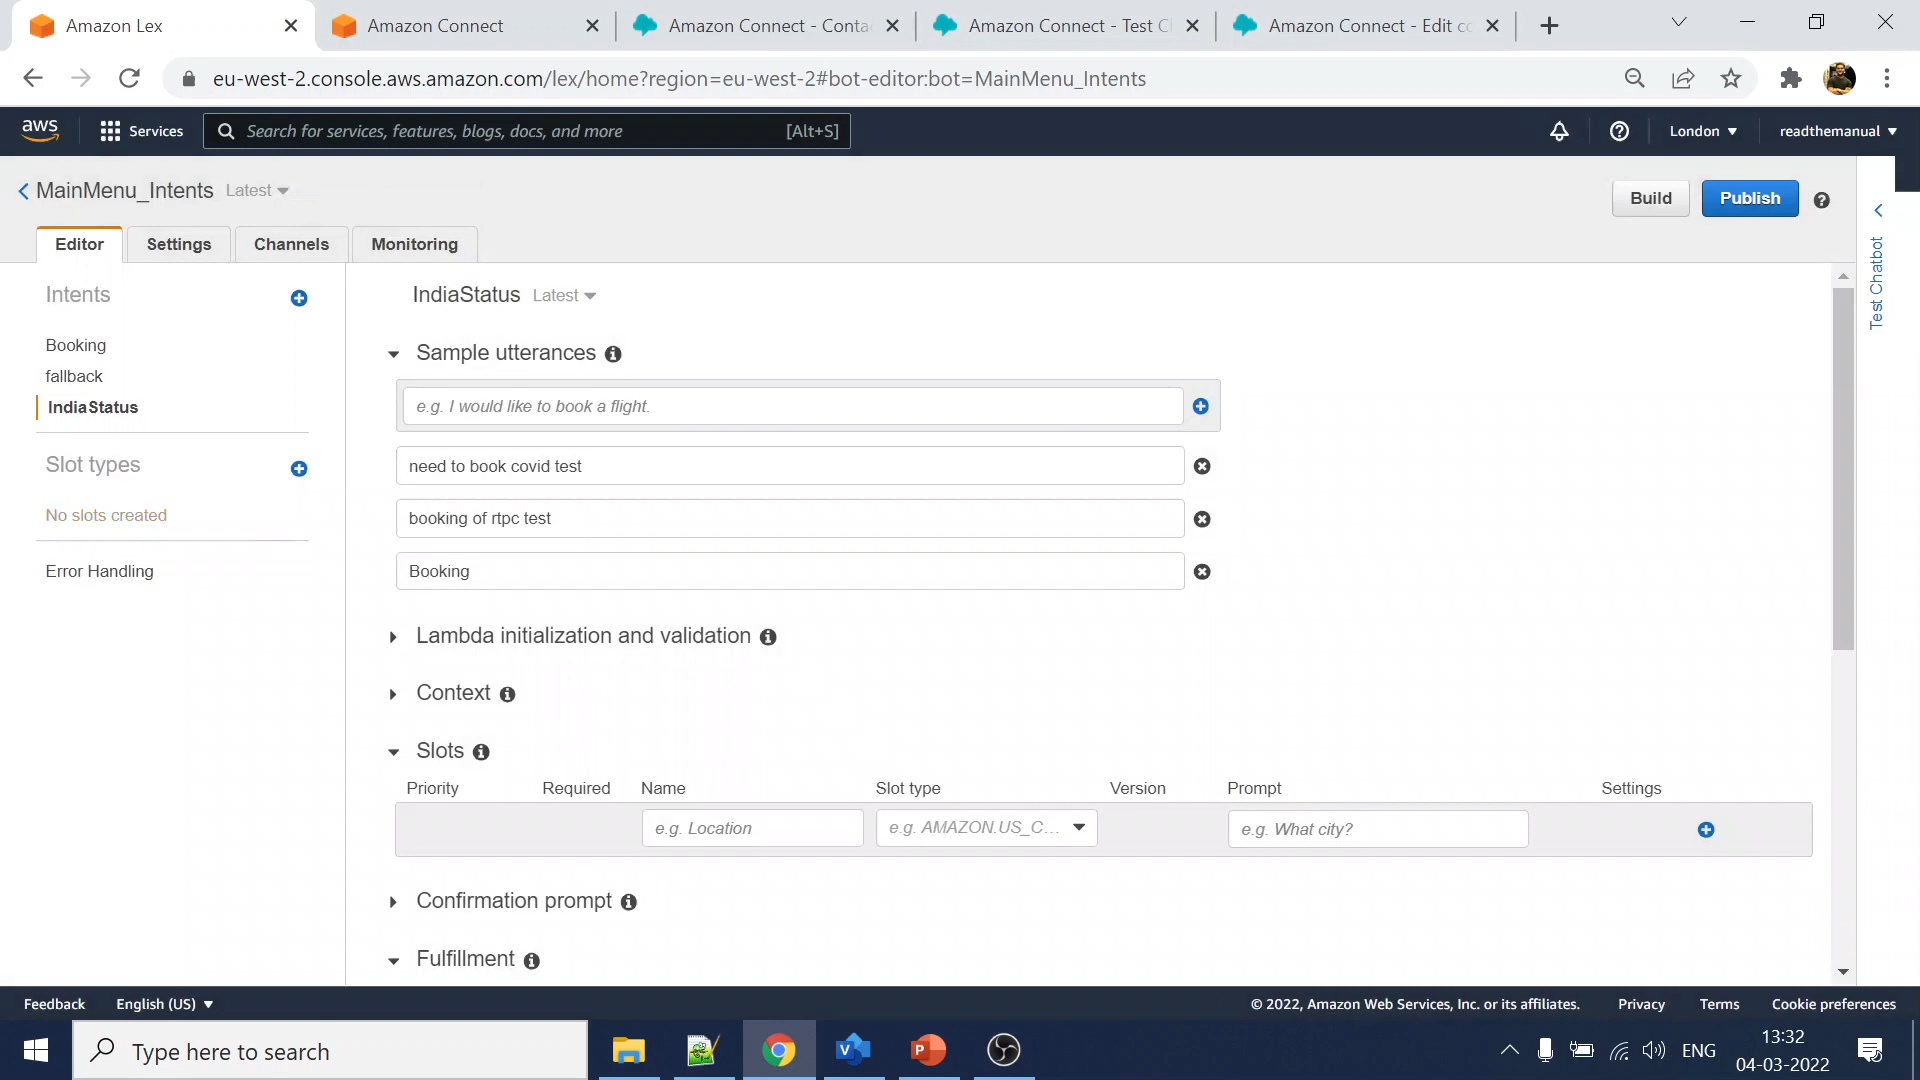 Amazon Lex
Amazon Connect
Amazon Connect - Conta
Amazon Connect - Test C
Amazon Connect - Edit co
eu-west-2.console.aws.amazon.com/lex/home?region=eu-west-2#bot-editor:bot=MainMenu_Intents
aws
Services
Search for services, features, blogs, docs, and more
[Alt+S]
London
readthemanual
MainMenu_Intents
Latest
Build
Publish
Editor
Settings
Channels
Monitoring
Test Chatbot
Intents
Booking
fallback
IndiaStatus
Slot types
No slots created
Error Handling
IndiaStatus
Latest
Sample utterances
e.g. I would like to book a flight.
need to book covid test
booking of rtpc test
Booking
Lambda initialization and validation
Context
Slots
Priority
Required
Name
Slot type
Version
Prompt
Settings
e.g. Location
e.g. AMAZON.US_C...
e.g. What city?
Confirmation prompt
Fulfillment
Feedback
English (US)
© 2022, Amazon Web Services, Inc. or its affiliates.
Privacy
Terms
Cookie preferences
Type here to search
ENG
13:32
04-03-2022